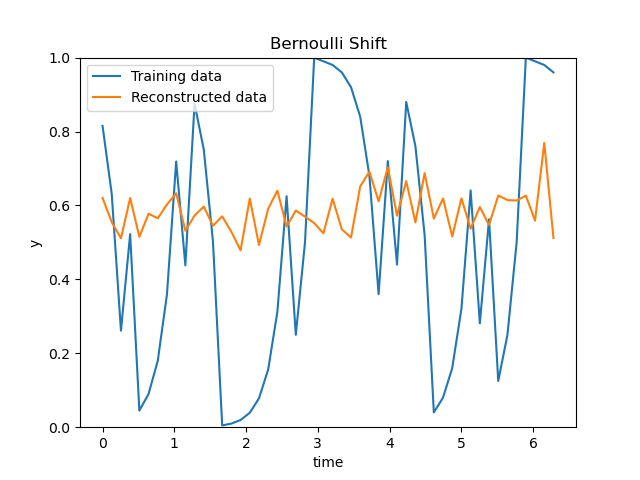 Bernoulli Shift
Training data
Reconstructed data
1.0
0.8
0.6
0.4
0.2
0.0
y
0 1 2 3 4 5 6
time